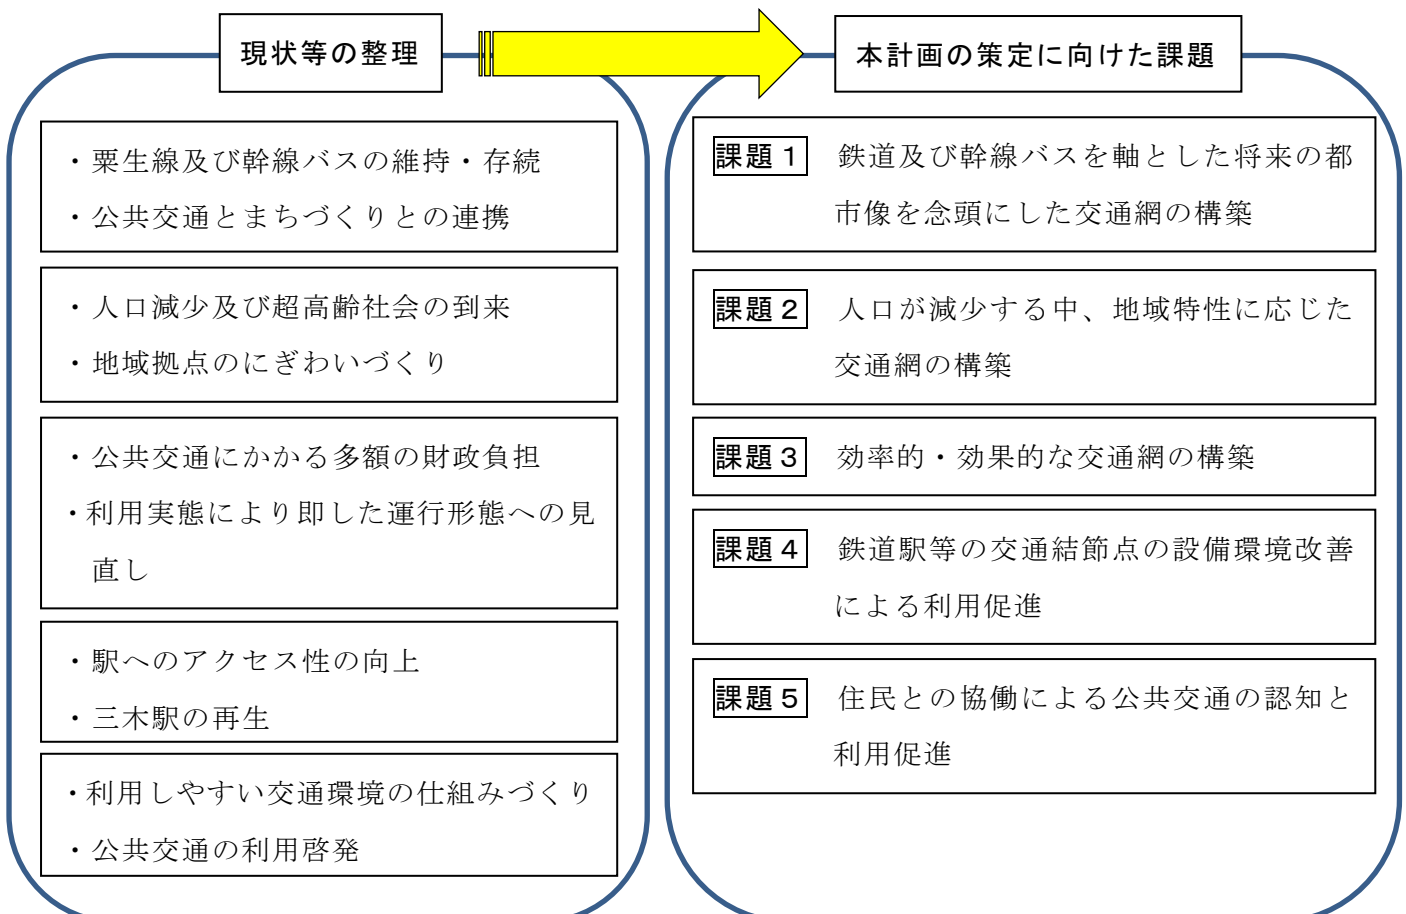 現状等の整理
・粟生線及び幹線バスの維持・存続
・公共交通とまちづくりとの連携
・人口減少及び超高齢社会の到来
・地域拠点のにぎわいづくり
・公共交通にかかる多額の財政負担
・利用実態により即した運行形態への見
直し
・駅へのアクセス性の向上
・三木駅の再生
・利用しやすい交通環境の仕組みづくり
・公共交通の利用啓発
本計画の策定に向けた課題
課題１ 鉄道及び幹線バスを軸とした将来の都
市像を念頭にした交通網の構築
課題２ 人口が減少する中、地域特性に応じた
交通網の構築
課題３ 効率的・効果的な交通網の構築
課題４ 鉄道駅等の交通結節点の設備環境改善
による利用促進
課題５ 住民との協働による公共交通の認知と
利用促進